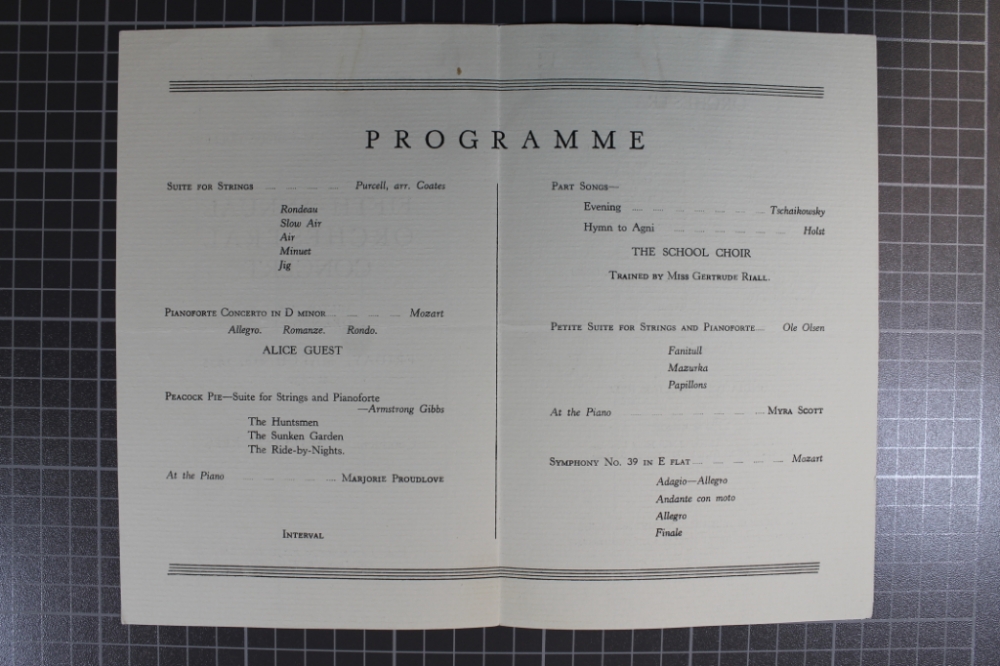 PROGRAMME
SUITE FOR STRINGS Purcell, arr. Coates
Rondeau
Slow Air
Air
Minuet
Jig
PIANOFORTE CONCERTO IN D MINOR Mozart
Allegro. Romanze. Rondo.
ALICE GUEST
PEACOCK PIE—Suite for Strings and Pianoforte
—Armstrong Gibbs
The Huntsmen
The Sunken Garden
The Ride-by-Nights.
At the Piano MARJORIE PROUDLOVE
INTERVAL
PART SONGS—
Evening Tschaikowsky
Hymn to Agni Holst
THE SCHOOL CHOIR
TRAINED BY MISS GERTRUDE RIALL.
PETITE SUITE FOR STRINGS AND PIANOFORTE Ole Olsen
Fanitull
Mazurka
Papillons
At the Piano MYRA SCOTT
SYMPHONY NO. 39 IN E FLAT Mozart
Adagio—Allegro
Andante con moto
Allegro
Finale